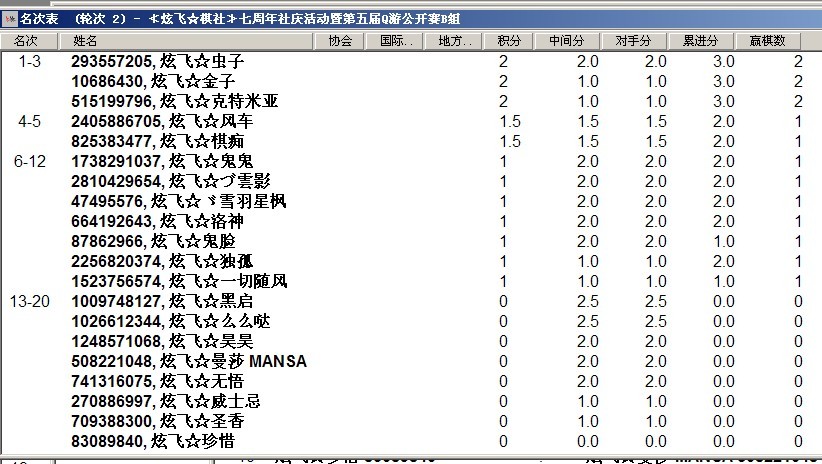 名次表 (轮次 2) - ≮炫飞☆棋社≯七周年社庆活动暨第五届Q游公开赛B组
名次 姓名 协会 国际.. 地方.. 积分 中间分 对手分 累进分 赢棋数
1-3 293557205, 炫飞☆虫子 2 2.0 2.0 3.0 2
10686430, 炫飞☆金子 2 1.0 1.0 3.0 2
515199796, 炫飞☆克特米亚 2 1.0 1.0 3.0 2
4-5 2405886705, 炫飞☆风车 1.5 1.5 1.5 2.0 1
825383477, 炫飞☆棋痴 1.5 1.5 1.5 2.0 1
6-12 1738291037, 炫飞☆鬼鬼 1 2.0 2.0 2.0 1
2810429654, 炫飞☆づ雲影 1 2.0 2.0 2.0 1
47495576, 炫飞☆ヾ雪羽星枫 1 2.0 2.0 2.0 1
664192643, 炫飞☆洛神 1 2.0 2.0 2.0 1
87862966, 炫飞☆鬼脸 1 2.0 2.0 1.0 1
2256820374, 炫飞☆独孤 1 1.0 1.0 2.0 1
1523756574, 炫飞☆一切随风 1 1.0 1.0 1.0 1
13-20 1009748127, 炫飞☆黑启 0 2.5 2.5 0.0 0
1026612344, 炫飞☆么么哒 0 2.5 2.5 0.0 0
1248571068, 炫飞☆昊昊 0 2.0 2.0 0.0 0
508221048, 炫飞☆曼莎 MANSA 0 2.0 2.0 0.0 0
741316075, 炫飞☆无悟 0 2.0 2.0 0.0 0
270886997, 炫飞☆威士忌 0 1.0 1.0 0.0 0
709388300, 炫飞☆圣香 0 1.0 1.0 0.0 0
83089840, 炫飞☆珍惜 0 0.0 0.0 0.0 0